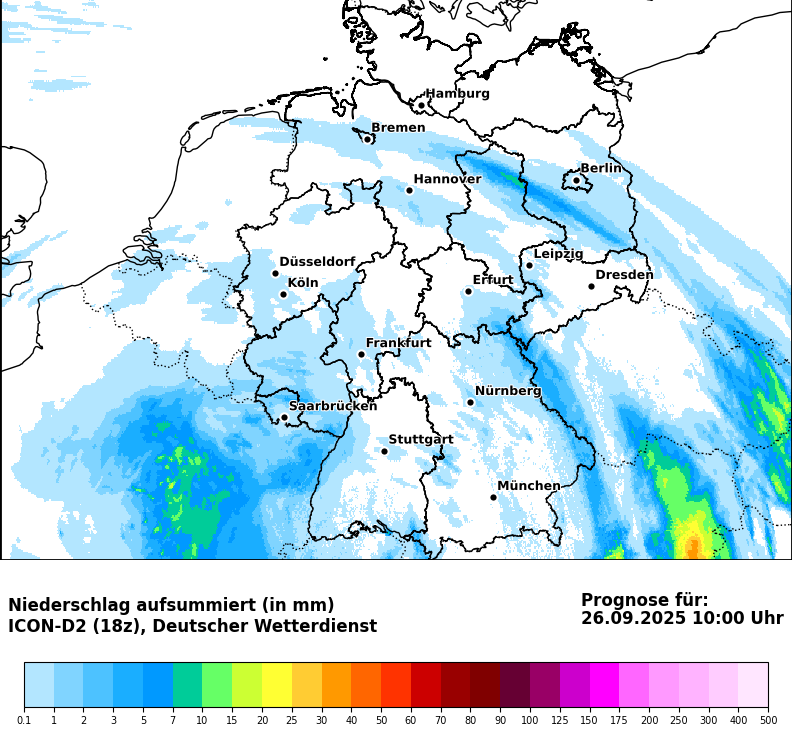 Hamburg
Bremen
Berlin
Hannover
Leipzig
Düsseldorf
Dresden
Köln
Erfurt
Frankfurt
Nürnberg
Saarbrücken
Stuttgart
München
Niederschlag aufsummiert (in mm)
ICON-D2 (18z), Deutscher Wetterdienst
Prognose für:
26.09.2025 10:00 Uhr
0.1 1 2 3 5 7 10 15 20 25 30 40 50 60 70 80 90 100 125 150 175 200 250 300 400 500